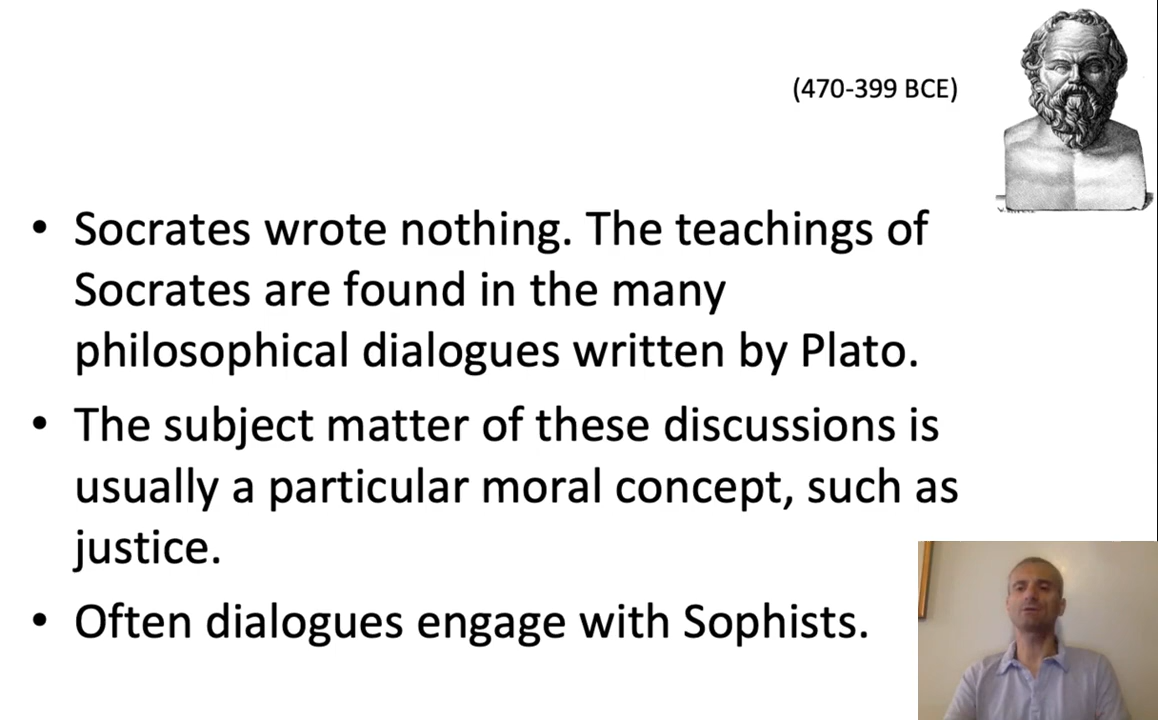 (470-399 BCE)
• Socrates wrote nothing. The teachings of
Socrates are found in the many
philosophical dialogues written by Plato.
• The subject matter of these discussions is
usually a particular moral concept, such as
justice.
• Often dialogues engage with Sophists.